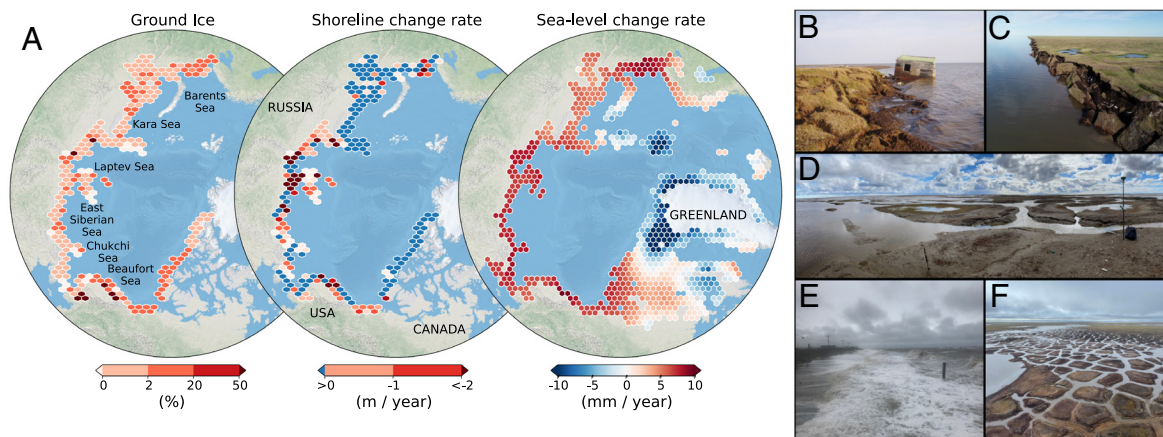 A
Ground Ice
Barents
Sea
Kara Sea
Laptev Sea
East
Siberian
Sea
Chukchi
Sea
Beaufort
Sea
0 2 20 50
(%)
Shoreline change rate
RUSSIA
USA
CANADA
>0 -1 <-2
(m / year)
Sea-level change rate
GREENLAND
-10 -5 0 5 10
(mm / year)
B
C
D
E
F